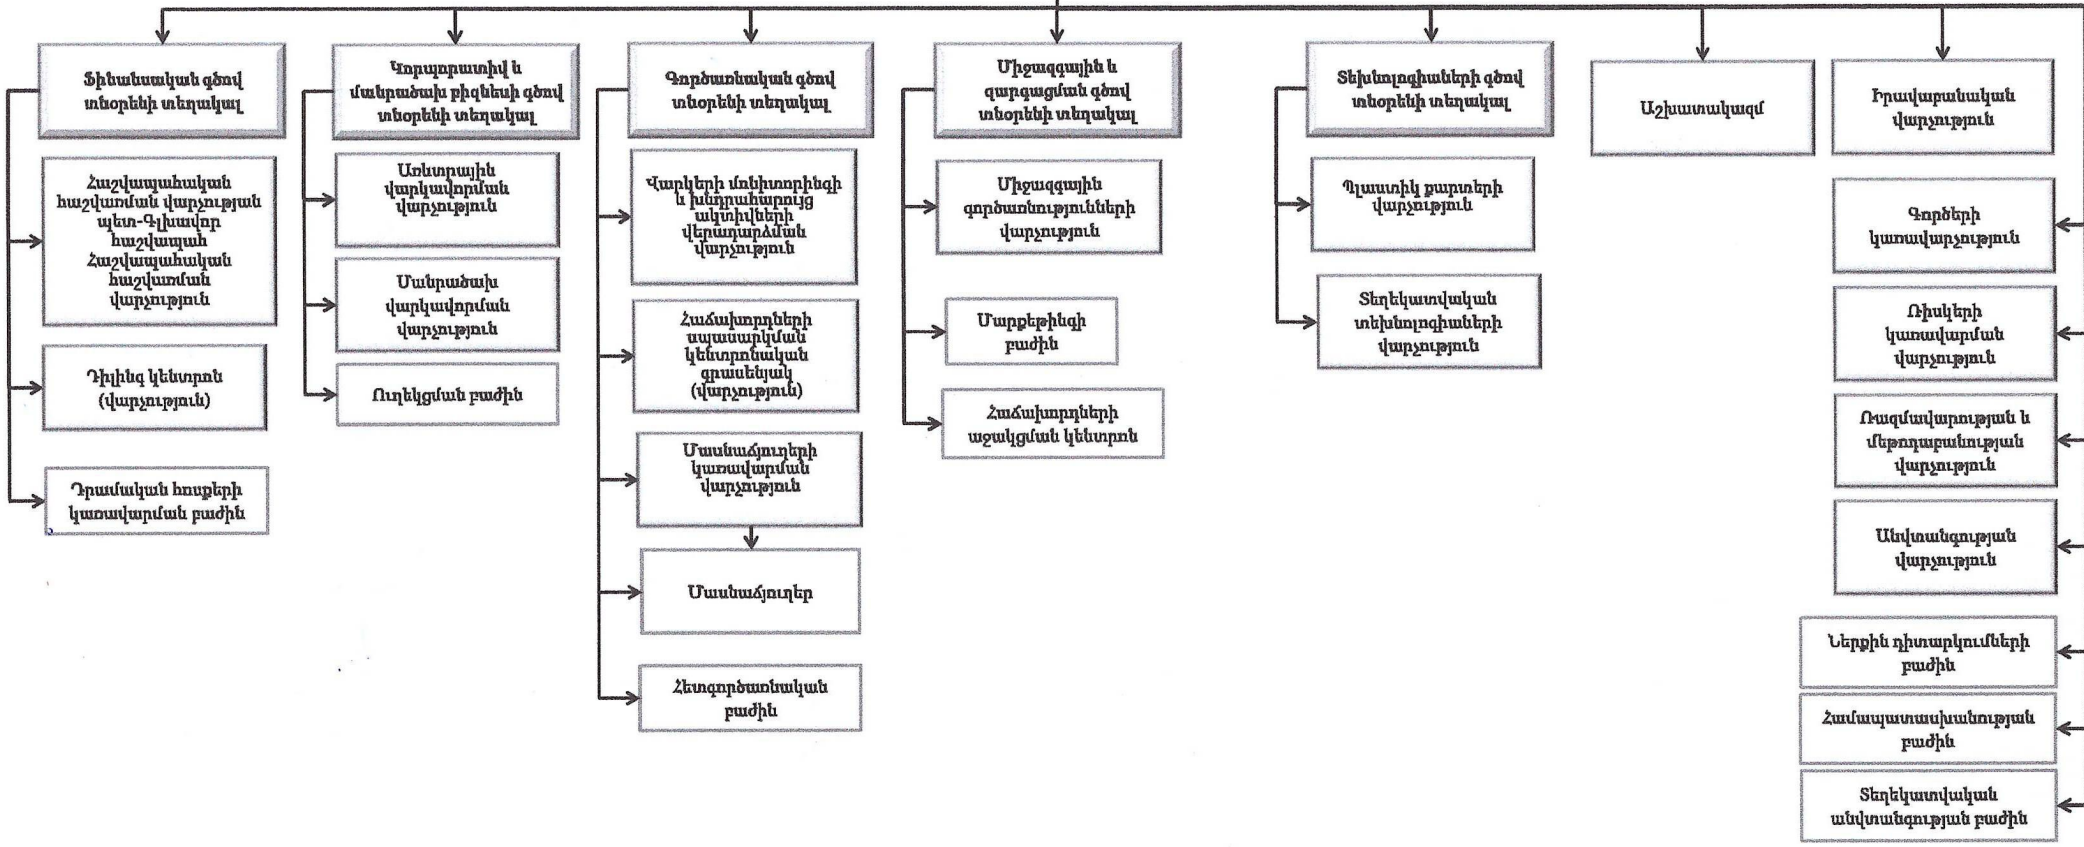 Ֆինանսական գծով
տնօրենի տեղակալ
Հաշվապահական
հաշվառման վարչության
պետ-Գլխավոր
հաշվապահ
Հաշվապահական
հաշվառման
վարչություն
Դիլինգ կենտրոն
(վարչություն)
Դրամական հոսքերի
կառավարման բաժին
Կորպորատիվ և
մանրածախ բիզնեսի գծով
տնօրենի տեղակալ
Առևտրային
վարկավորման
վարչություն
Մանրածախ
վարկավորման
վարչություն
Ուղեկցման բաժին
Գործառնական գծով
տնօրենի տեղակալ
Վարկերի մոնիտորինգի
և խնդրահարույց
ակտիվների
վերադարձման
վարչություն
Հաճախորդների
սպասարկման
կենտրոնական
գրասենյակ
(վարչություն)
Մասնաճյուղերի
կառավարման
վարչություն
Մասնաճյուղեր
Հետգործառնական
բաժին
Միջազգային և
զարգացման գծով
տնօրենի տեղակալ
Միջազգային
գործառնությունների
վարչություն
Մարքեթինգի
բաժին
Հաճախորդների
աջակցման կենտրոն
Տեխնոլոգիաների գծով
տնօրենի տեղակալ
Պլաստիկ քարտերի
վարչություն
Տեղեկատվական
տեխնոլոգիաների
վարչություն
Աշխատակազմ
Իրավաբանական
վարչություն
Գործերի
կառավարչություն
Ռիսկերի
կառավարման
վարչություն
Ռազմավարության և
մեթոդաբանության
վարչություն
Անվտանգության
վարչություն
Ներքին դիտարկումների
բաժին
Համապատասխանության
բաժին
Տեղեկատվական
անվտանգության բաժին